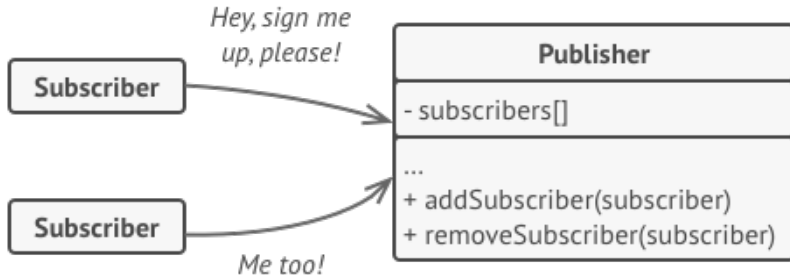 Hey, sign me
up, please!
Subscriber
Publisher
- subscribers[]
...
+ addSubscriber(subscriber)
+ removeSubscriber(subscriber)
Subscriber
Me too!